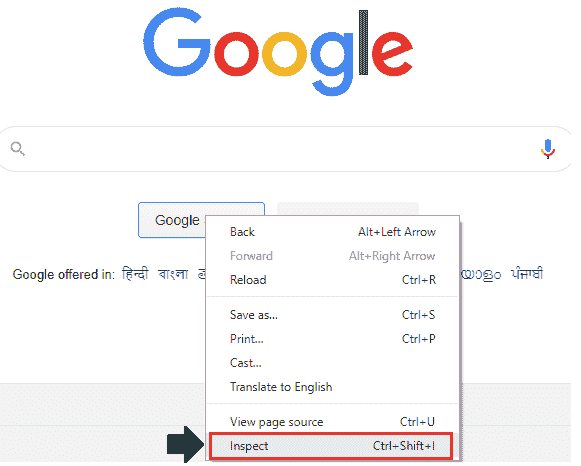 Google
Google
Back Alt+Left Arrow
Forward Alt+Right Arrow
Reload Ctrl+R
Google offered in: हिन्दी বাংলা ਪੰਜਾਬੀ
Save as... Ctrl+S
Print... Ctrl+P
Cast...
Translate to English
View page source Ctrl+U
Inspect Ctrl+Shift+I